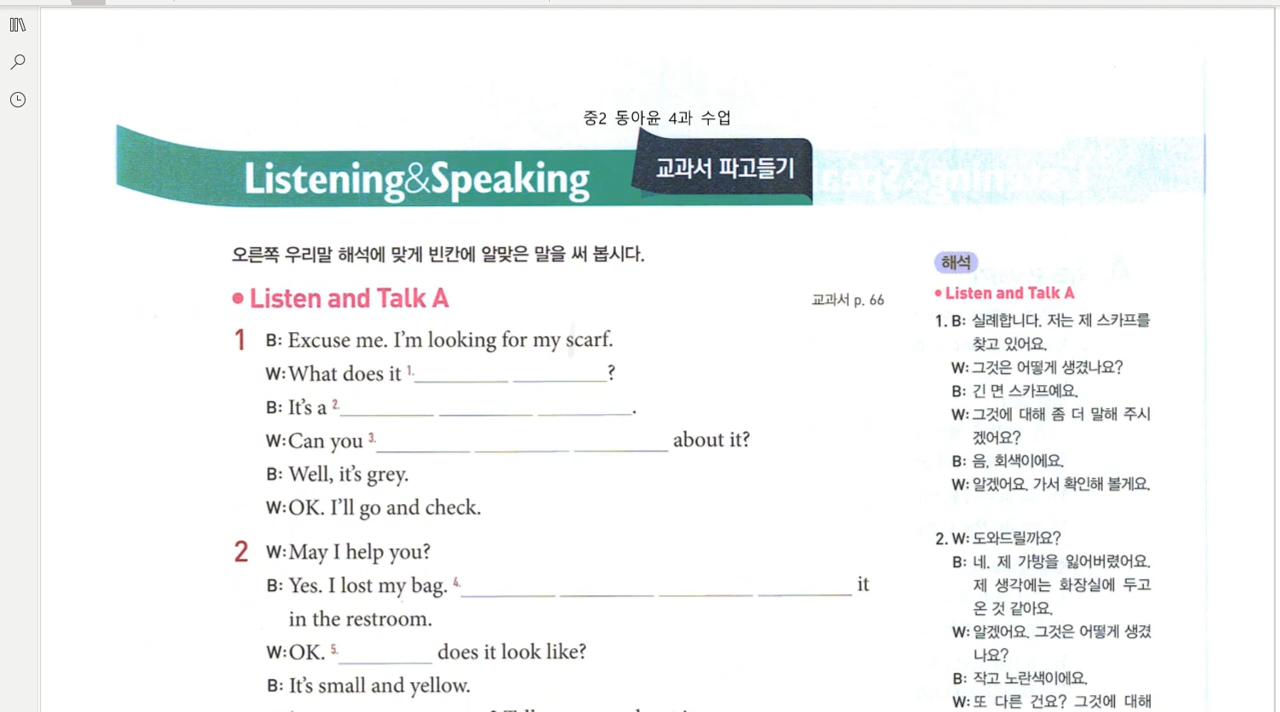 중2 동아윤 4과 수업
Listening&Speaking
교과서 파고들기
오른쪽 우리말 해석에 맞게 빈칸에 알맞은 말을 써 봅시다.
• Listen and Talk A
교과서 p. 66
1 B: Excuse me. I'm looking for my scarf.
W: What does it 1. ?
B: It's a 2. .
W: Can you 3. about it?
B: Well, it's grey.
W: OK. I'll go and check.
2 W: May I help you?
B: Yes. I lost my bag. 4. it
in the restroom.
W: OK. 5. does it look like?
B: It's small and yellow.
해석
• Listen and Talk A
1. B: 실례합니다. 저는 제 스카프를
찾고 있어요.
W: 그것은 어떻게 생겼나요?
B: 긴 면 스카프예요.
W: 그것에 대해 좀 더 말해 주시
겠어요?
B: 음, 회색이에요.
W: 알겠어요. 가서 확인해 볼게요.
2. W: 도와드릴까요?
B: 네. 제 가방을 잃어버렸어요.
제 생각에는 화장실에 두고
온 것 같아요.
W: 알겠어요. 그것은 어떻게 생겼
나요?
B: 작고 노란색이에요.
W: 또 다른 건요? 그것에 대해